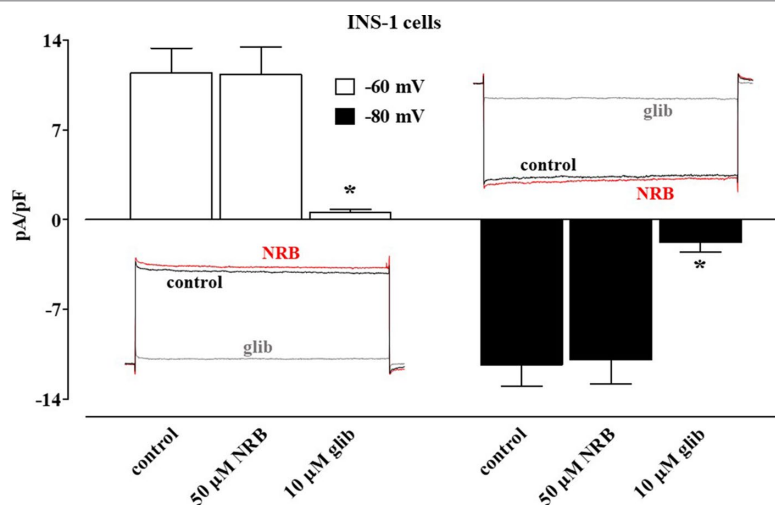 INS-1 cells
14
7
0
-7
-14
pA/pF
-60 mV
-80 mV
*
glib
control
NRB
NRB
control
glib
*
control
50 μM NRB
10 μM glib
control
50 μM NRB
10 μM glib